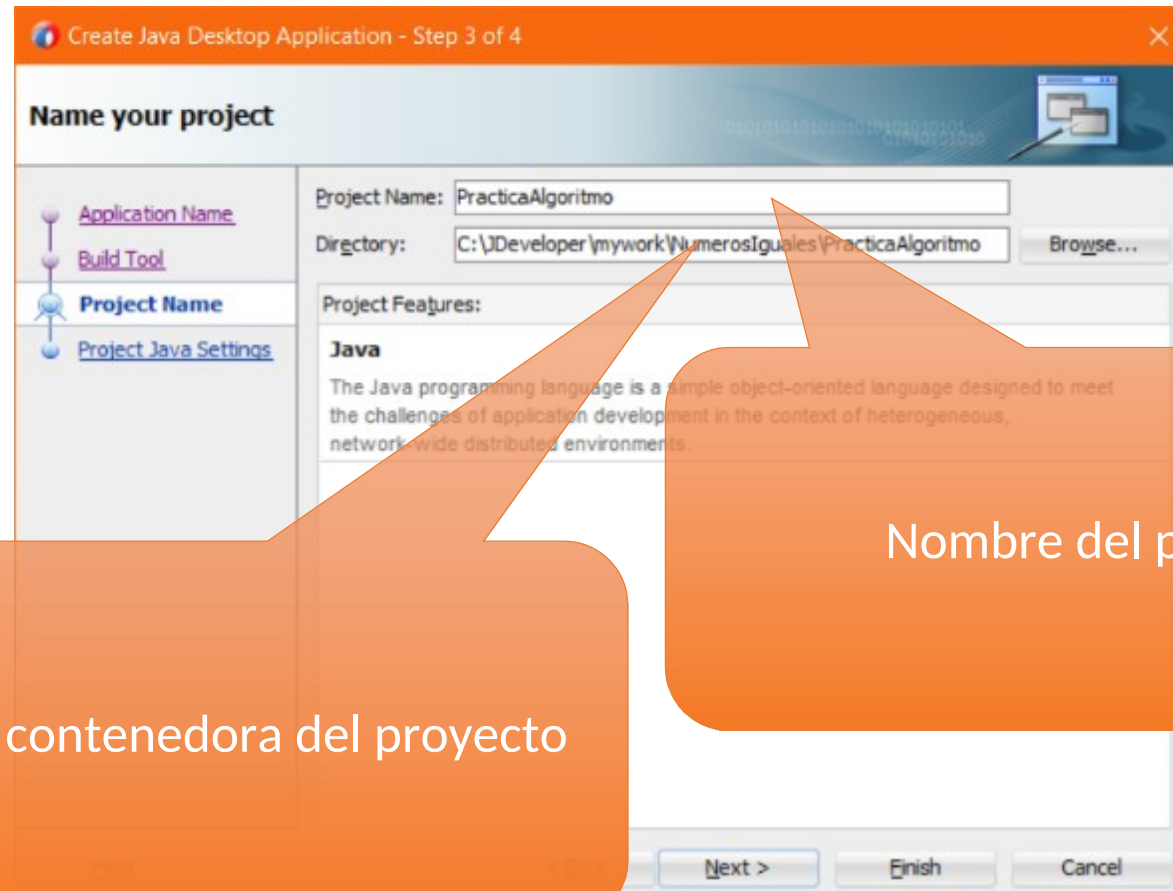 Create Java Desktop Application - Step 3 of 4
Name your project
Application Name
Build Tool
Project Name
Project Java Settings
Project Name: PracticaAlgoritmo
Directory: C:\JDeveloper\mywork\NumerosIguales\PracticaAlgoritmo Browse...
Project Features:
Java
The Java programming language is a simple object-oriented language designed to meet
the challenges of application development in the context of heterogeneous,
network-wide distributed environments.
Nombre del p
contenedora del proyecto
Help < Back Next > Finish Cancel